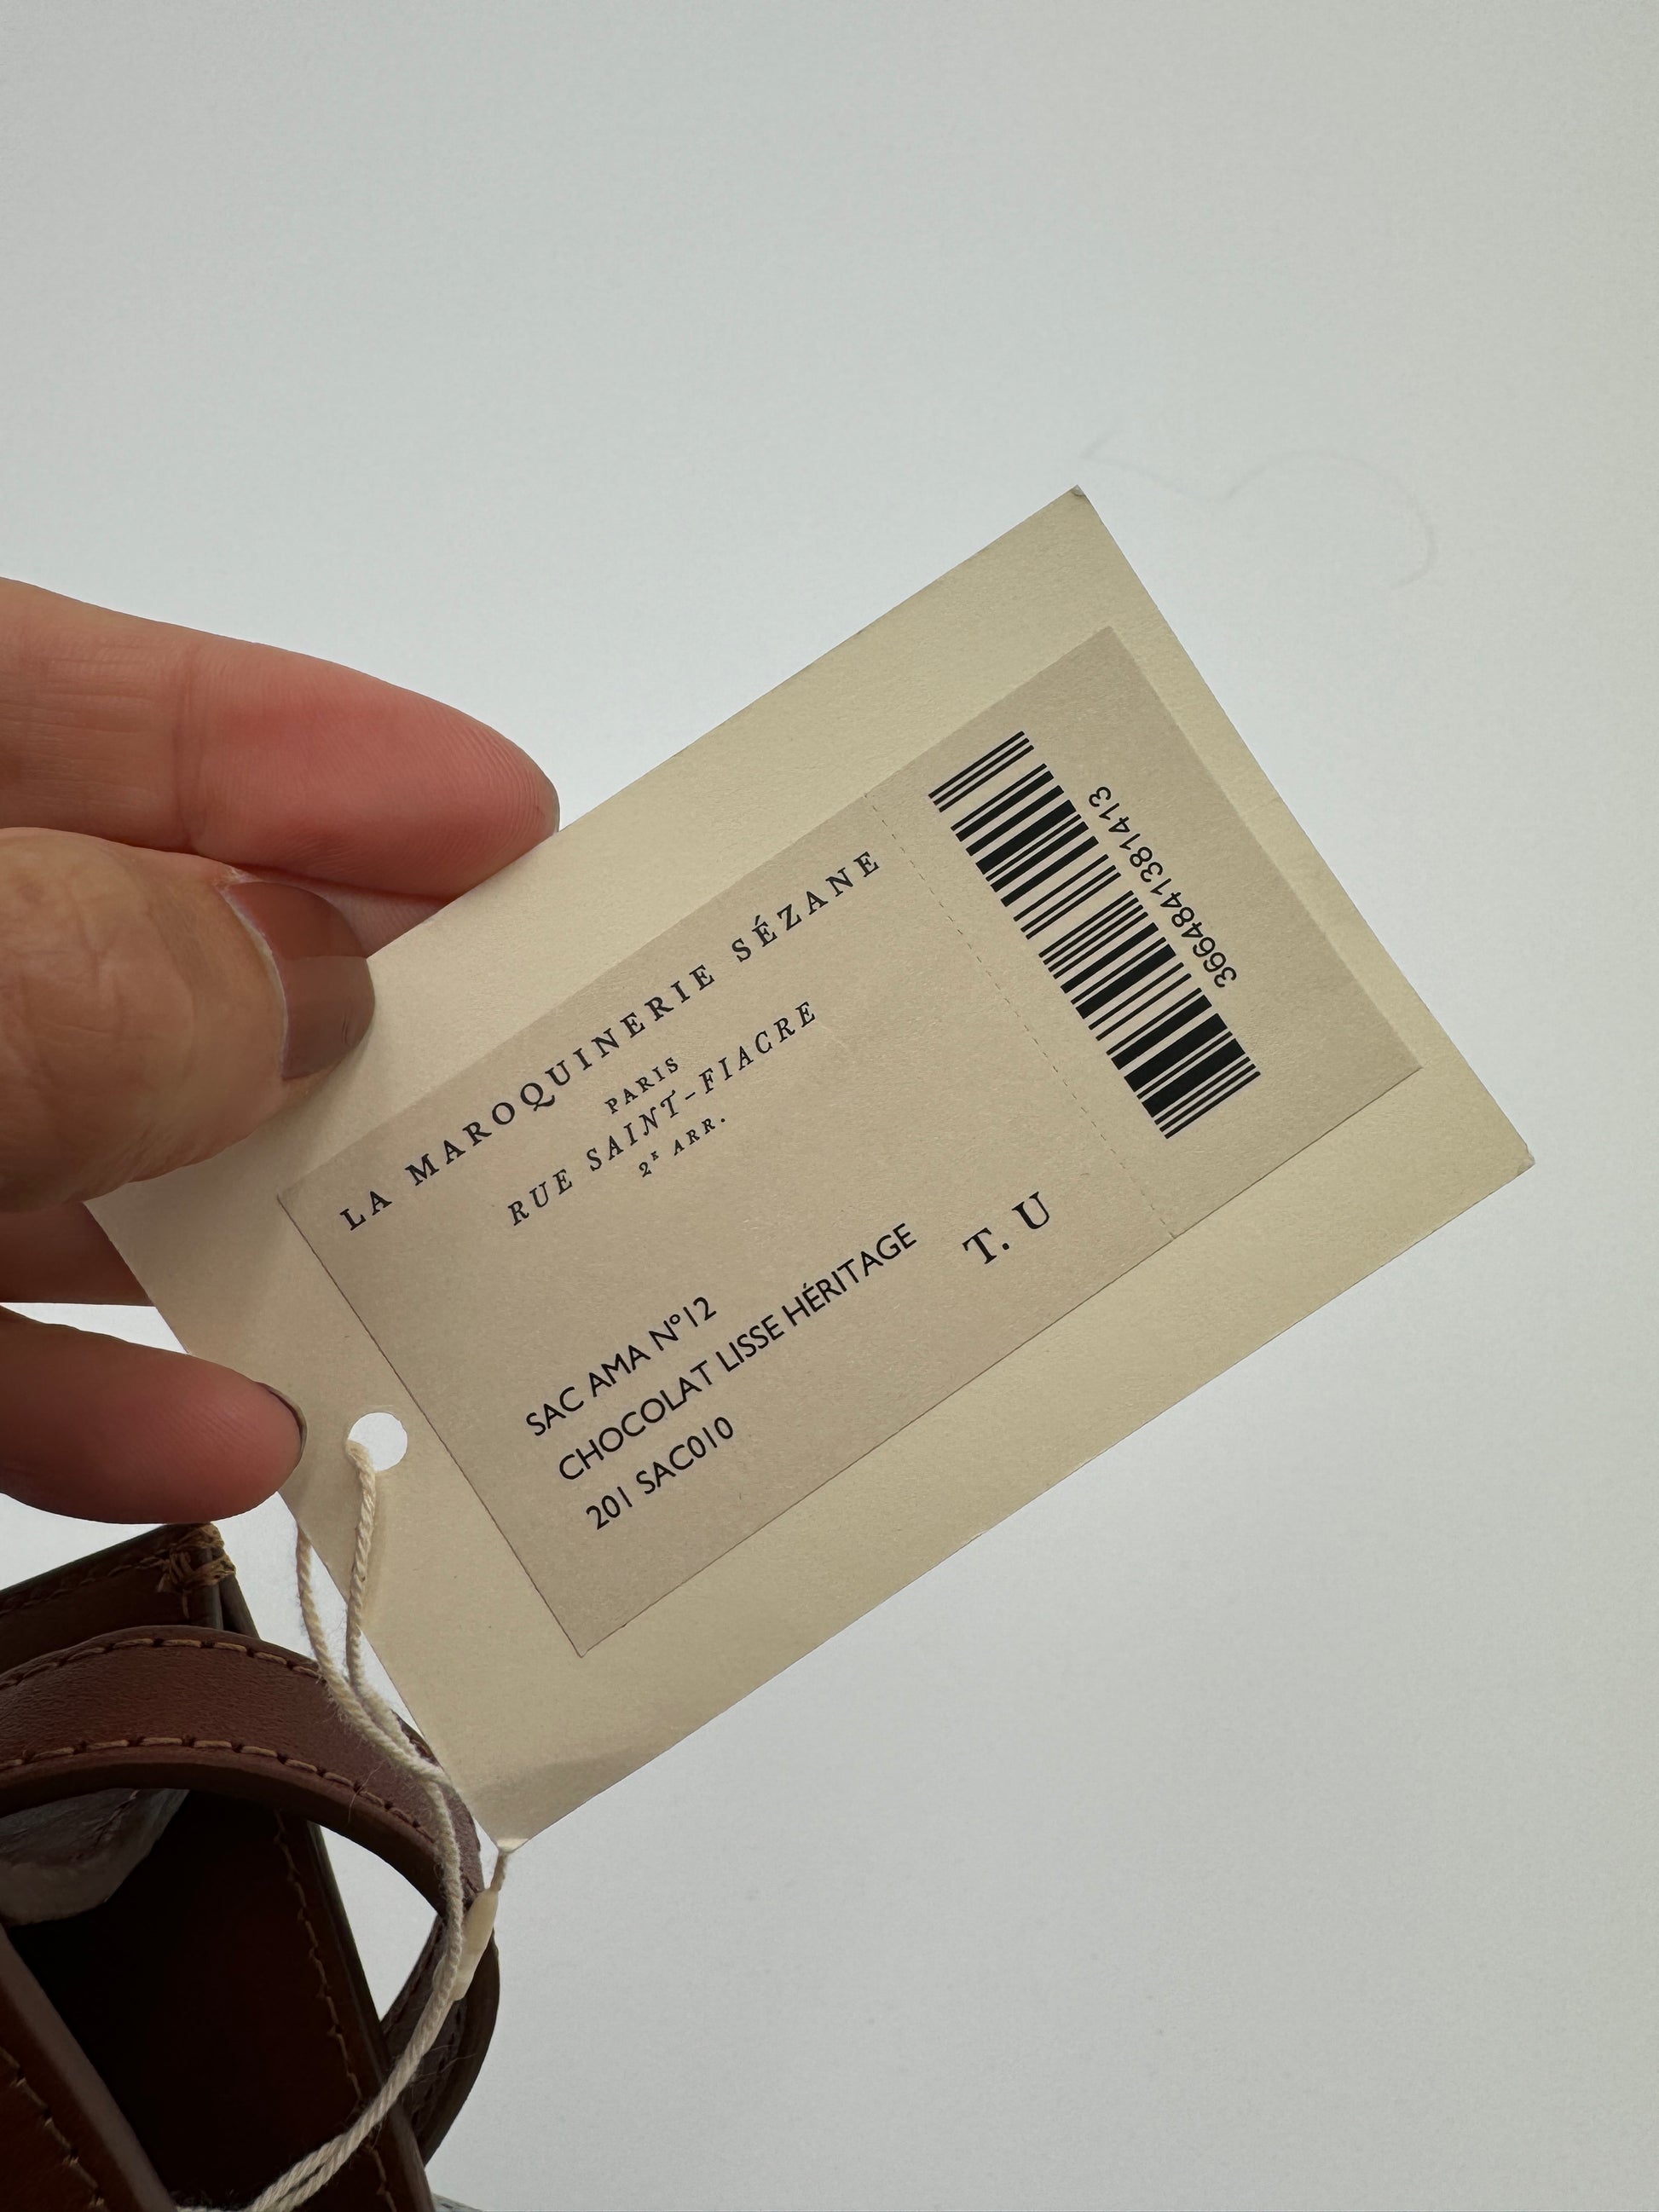 LA MAROQUINERIE SÉZANE
PARIS
RUE SAINT-FIACRE
2ᴱ ARR.
SAC AMA N°12
CHOCOLAT LISSE HÉRITAGE
201 SAC010
T. U
3664841381413